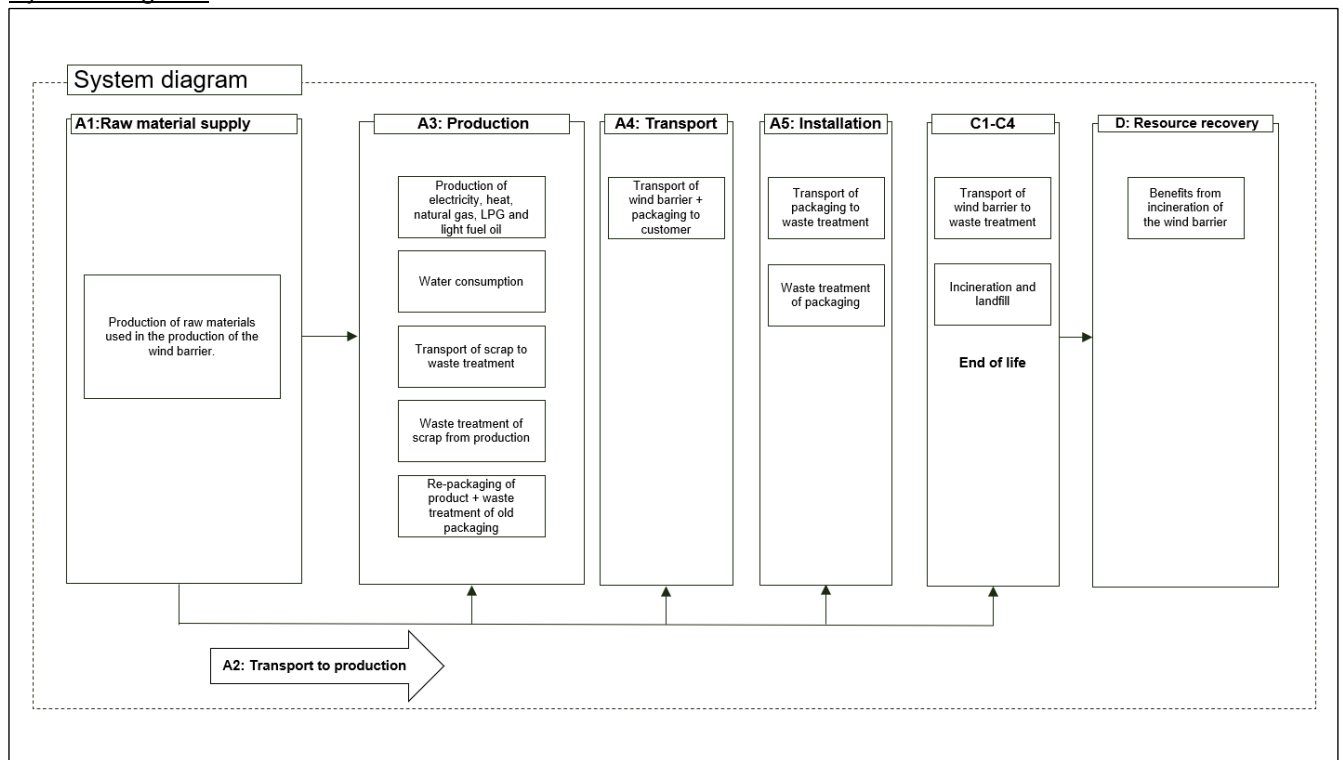 System diagram
A1:Raw material supply
Production of raw materials
used in the production of the
wind barrier.
A3: Production
Production of
electricity, heat,
natural gas, LPG and
light fuel oil
Water consumption
Transport of scrap to
waste treatment
Waste treatment of
scrap from production
Re-packaging of
product + waste
treatment of old
packaging
A4: Transport
Transport of
wind barrier +
packaging to
customer
A5: Installation
Transport of
packaging to
waste treatment
Waste treatment
of packaging
C1-C4
Transport of
wind barrier to
waste treatment
Incineration and
landfill
End of life
D: Resource recovery
Benefits from
incineration of
the wind barrier
A2: Transport to production